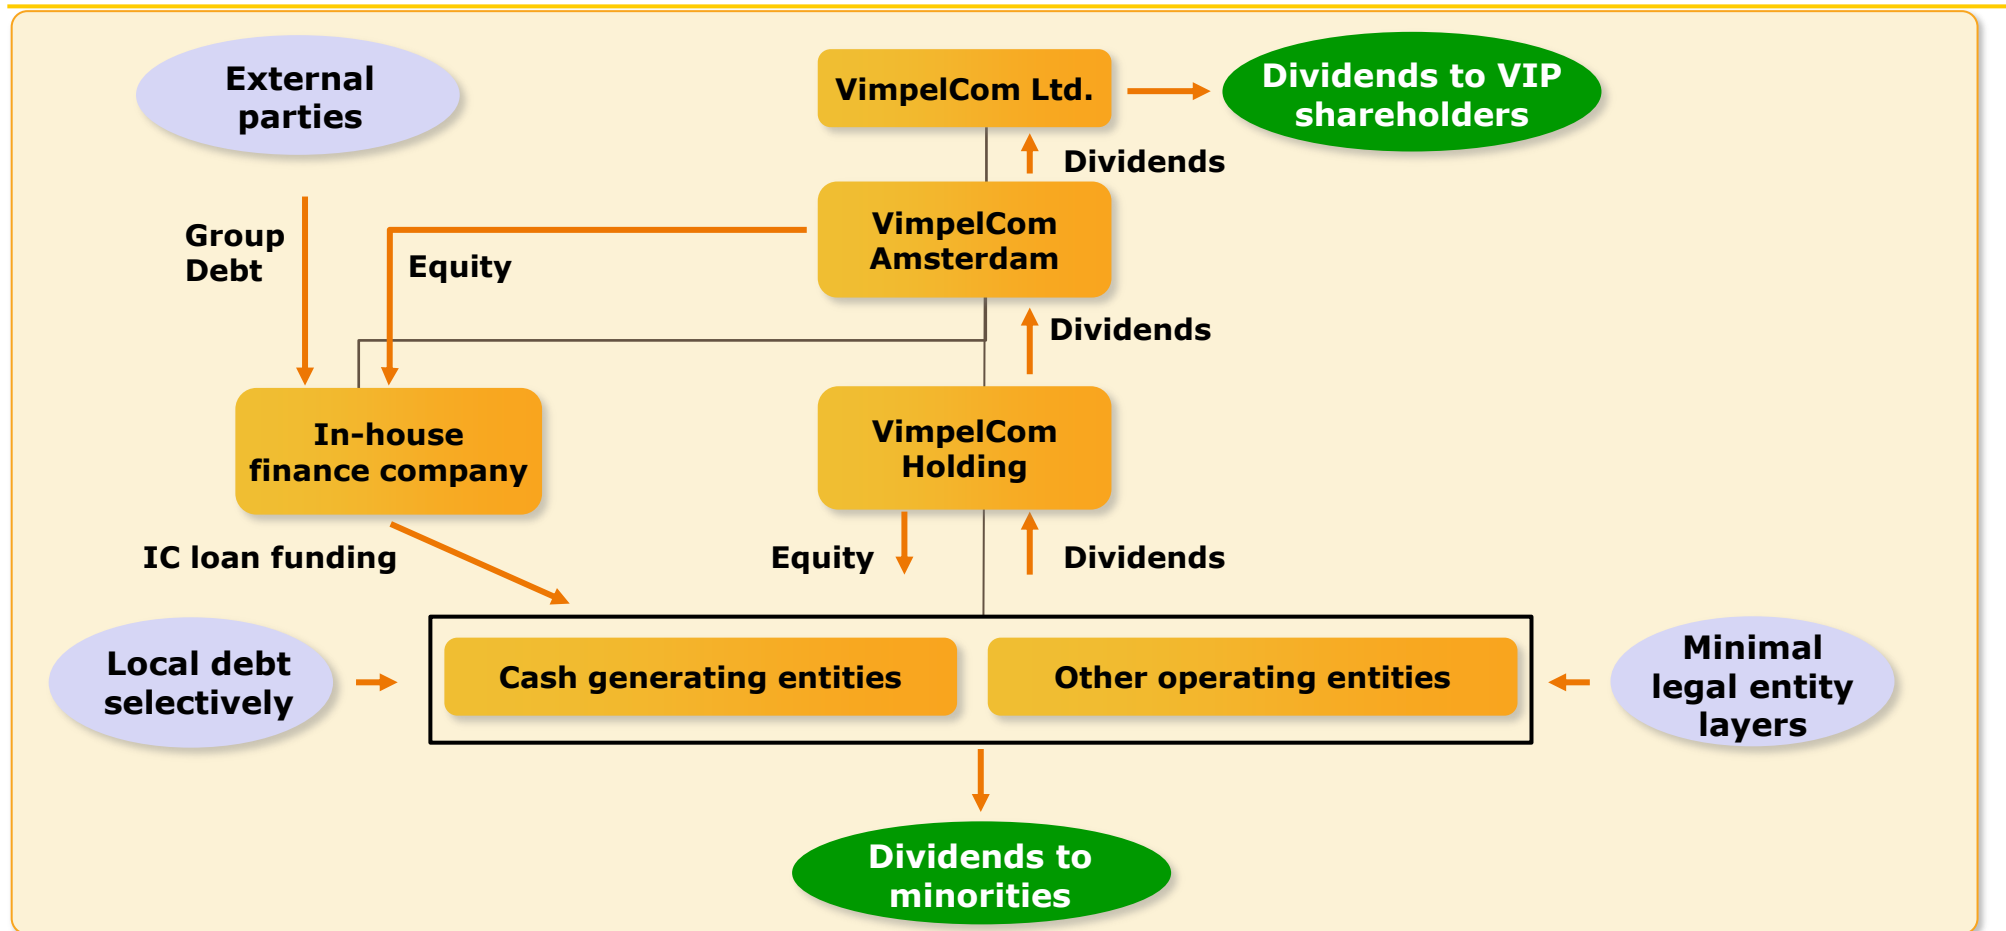 External
parties
VimpelCom Ltd.
Dividends to VIP
shareholders
Dividends
Group
Debt
Equity
VimpelCom
Amsterdam
Dividends
In-house
finance company
VimpelCom
Holding
IC loan funding
Equity
Dividends
Local debt
selectively
Cash generating entities
Other operating entities
Minimal
legal entity
layers
Dividends to
minorities